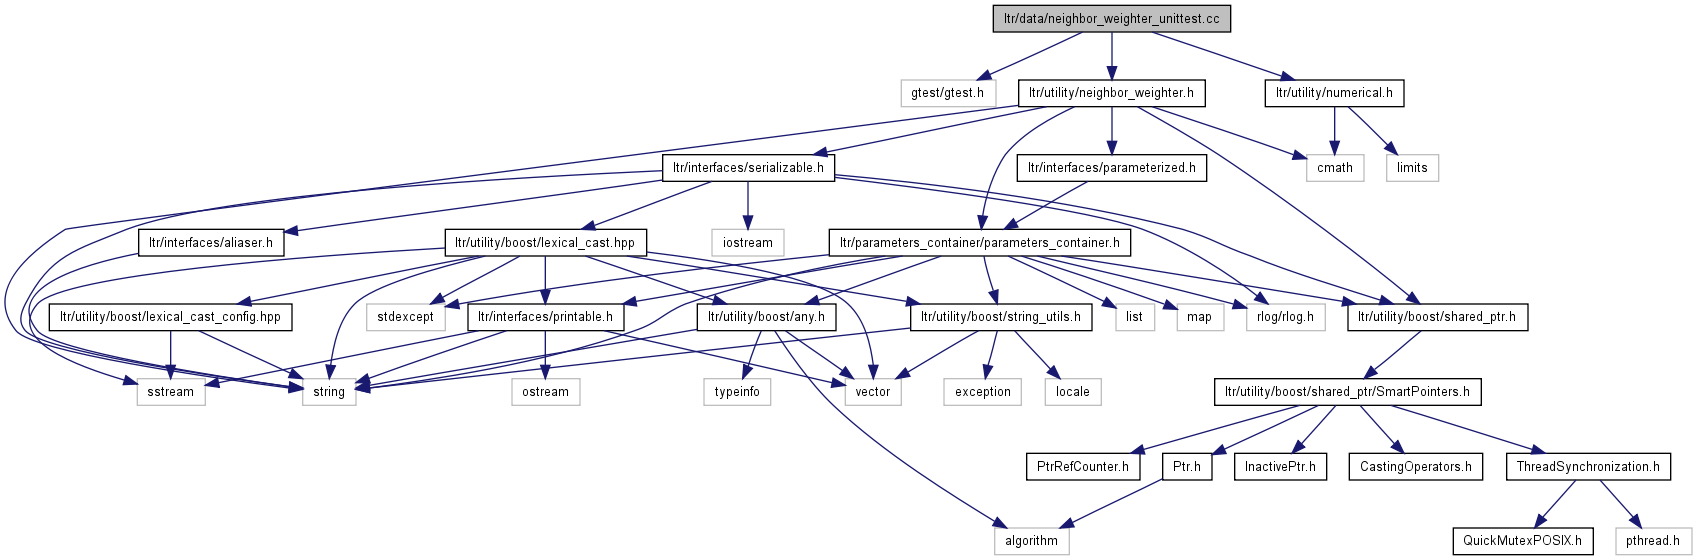 ltr/data/neighbor_weighter_unittest.cc
gtest/gtest.h
ltr/utility/neighbor_weighter.h
ltr/utility/numerical.h
ltr/interfaces/serializable.h
ltr/interfaces/parameterized.h
cmath
limits
ltr/interfaces/aliaser.h
ltr/utility/boost/lexical_cast.hpp
iostream
ltr/parameters_container/parameters_container.h
ltr/utility/boost/lexical_cast_config.hpp
stdexcept
ltr/interfaces/printable.h
ltr/utility/boost/any.h
ltr/utility/boost/string_utils.h
list
map
rlog/rlog.h
ltr/utility/boost/shared_ptr.h
sstream
string
ostream
typeinfo
vector
exception
locale
ltr/utility/boost/shared_ptr/SmartPointers.h
PtrRefCounter.h
Ptr.h
InactivePtr.h
CastingOperators.h
ThreadSynchronization.h
algorithm
QuickMutexPOSIX.h
pthread.h